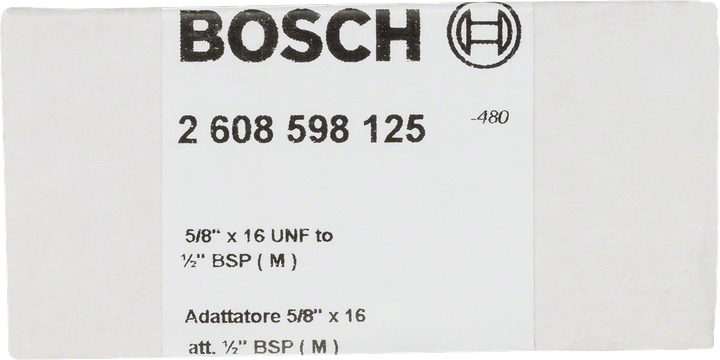 BOSCH
2 608 598 125 -480
5/8" x 16 UNF to
½" BSP ( M )
Adattatore 5/8" x 16
att. ½" BSP ( M )